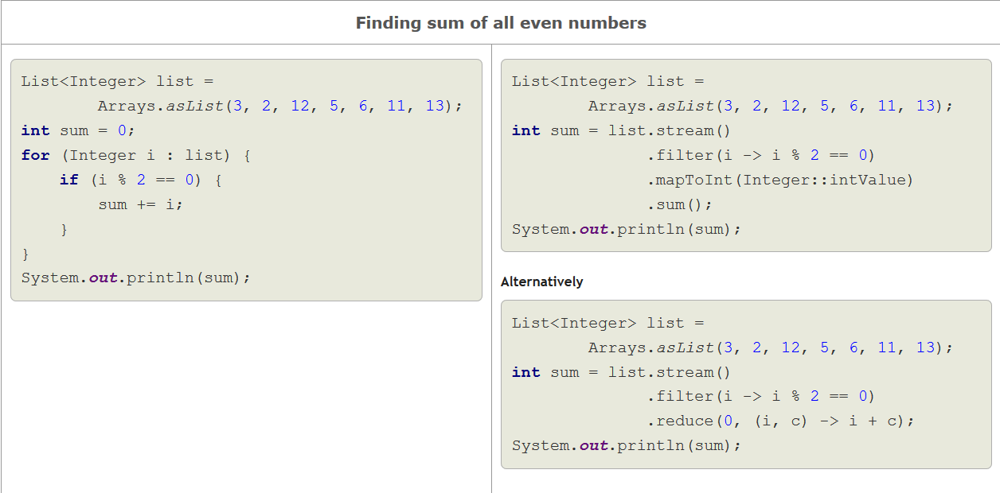 Finding sum of all even numbers
List<Integer> list =
        Arrays.asList(3, 2, 12, 5, 6, 11, 13);
int sum = 0;
for (Integer i : list) {
    if (i % 2 == 0) {
        sum += i;
    }
}
System.out.println(sum);
List<Integer> list =
        Arrays.asList(3, 2, 12, 5, 6, 11, 13);
int sum = list.stream()
              .filter(i -> i % 2 == 0)
              .mapToInt(Integer::intValue)
              .sum();
System.out.println(sum);
Alternatively
List<Integer> list =
        Arrays.asList(3, 2, 12, 5, 6, 11, 13);
int sum = list.stream()
              .filter(i -> i % 2 == 0)
              .reduce(0, (i, c) -> i + c);
System.out.println(sum);